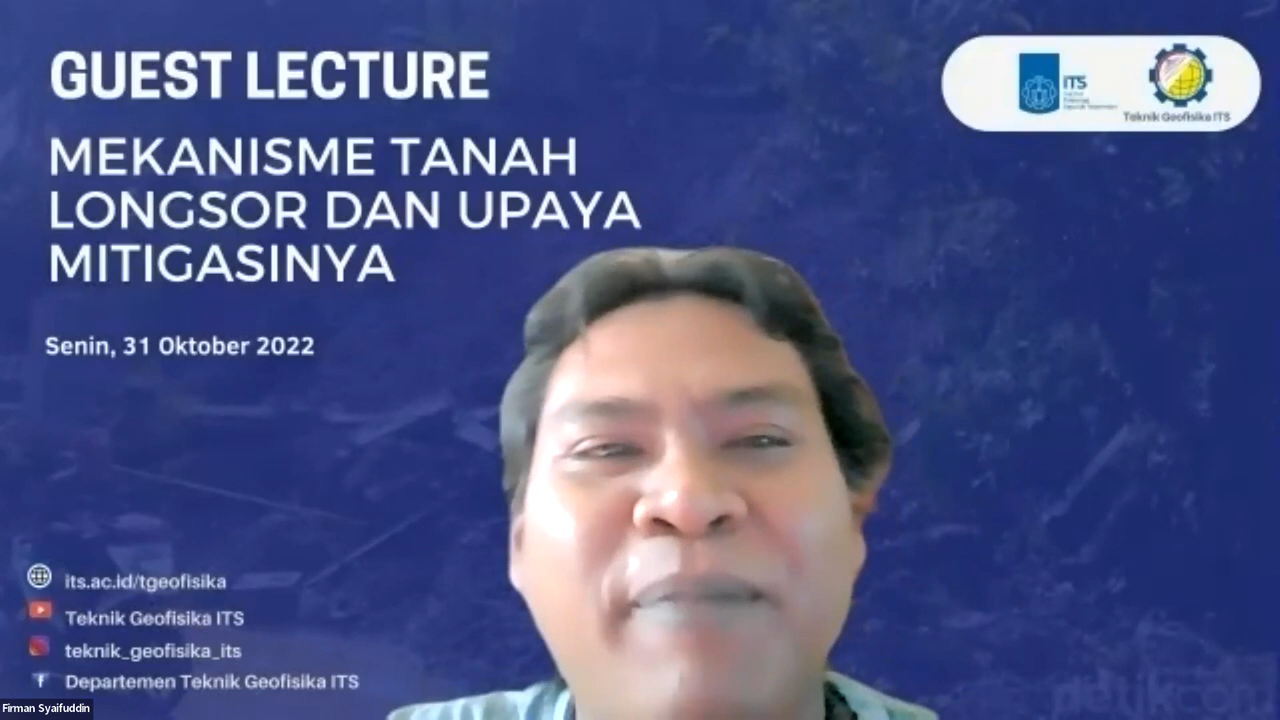 GUEST LECTURE
MEKANISME TANAH
LONGSOR DAN UPAYA
MITIGASINYA
Senin, 31 Oktober 2022
ITS
Teknik Geofisika ITS
its.ac.id/tgeofisika
Teknik Geofisika ITS
teknik_geofisika_its
f Departemen Teknik Geofisika ITS
Firman Syaifuddin
detikcom